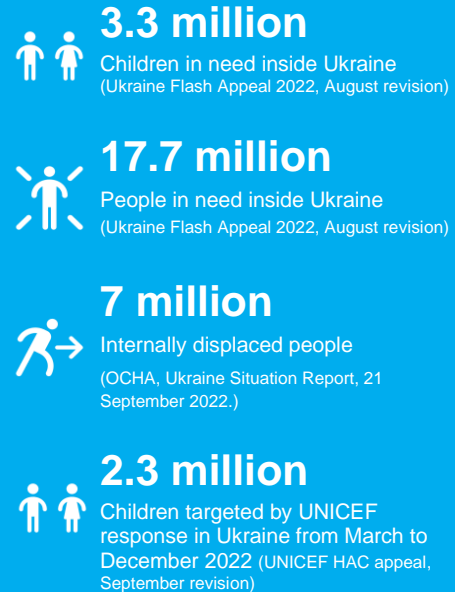 3.3 million
Children in need inside Ukraine
(Ukraine Flash Appeal 2022, August revision)
17.7 million
People in need inside Ukraine
(Ukraine Flash Appeal 2022, August revision)
7 million
Internally displaced people
(OCHA, Ukraine Situation Report, 21
September 2022.)
2.3 million
Children targeted by UNICEF
response in Ukraine from March to
December 2022 (UNICEF HAC appeal,
September revision)